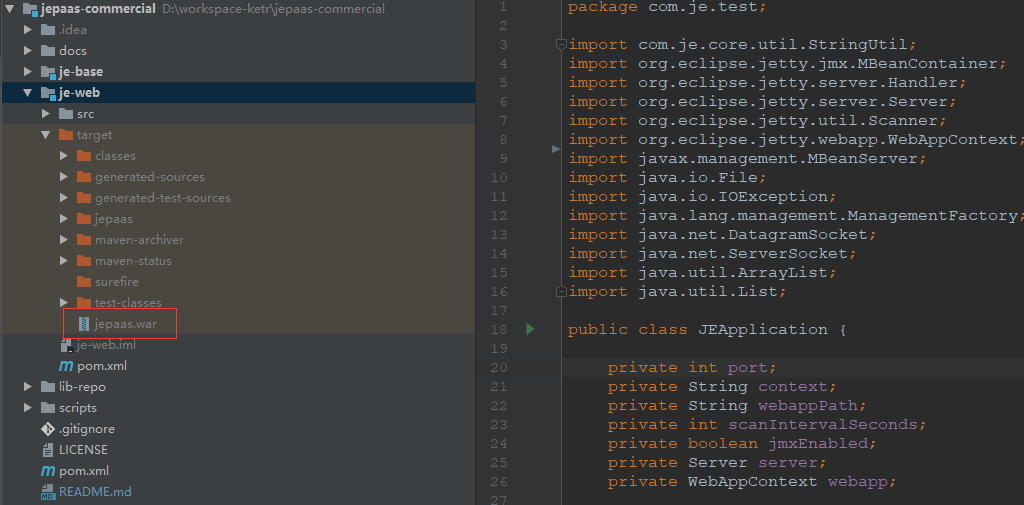 jepaas-commercial D:\workspace-ketr\jepaas-commercial
.idea
docs
je-base
je-web
src
target
classes
generated-sources
generated-test-sources
jepaas
maven-archiver
maven-status
surefire
test-classes
jepaas.war
je-web.iml
pom.xml
lib-repo
scripts
.gitignore
LICENSE
pom.xml
README.md
1 package com.je.test;
2
3 import com.je.core.util.StringUtil;
4 import org.eclipse.jetty.jmx.MBeanContainer;
5 import org.eclipse.jetty.server.Handler;
6 import org.eclipse.jetty.server.Server;
7 import org.eclipse.jetty.util.Scanner;
8 import org.eclipse.jetty.webapp.WebAppContext;
9 import javax.management.MBeanServer;
10 import java.io.File;
11 import java.io.IOException;
12 import java.lang.management.ManagementFactory;
13 import java.net.DatagramSocket;
14 import java.net.ServerSocket;
15 import java.util.ArrayList;
16 import java.util.List;
17
18 public class JEApplication {
19
20 private int port;
21 private String context;
22 private String webappPath;
23 private int scanIntervalSeconds;
24 private boolean jmxEnabled;
25 private Server server;
26 private WebAppContext webapp;
27